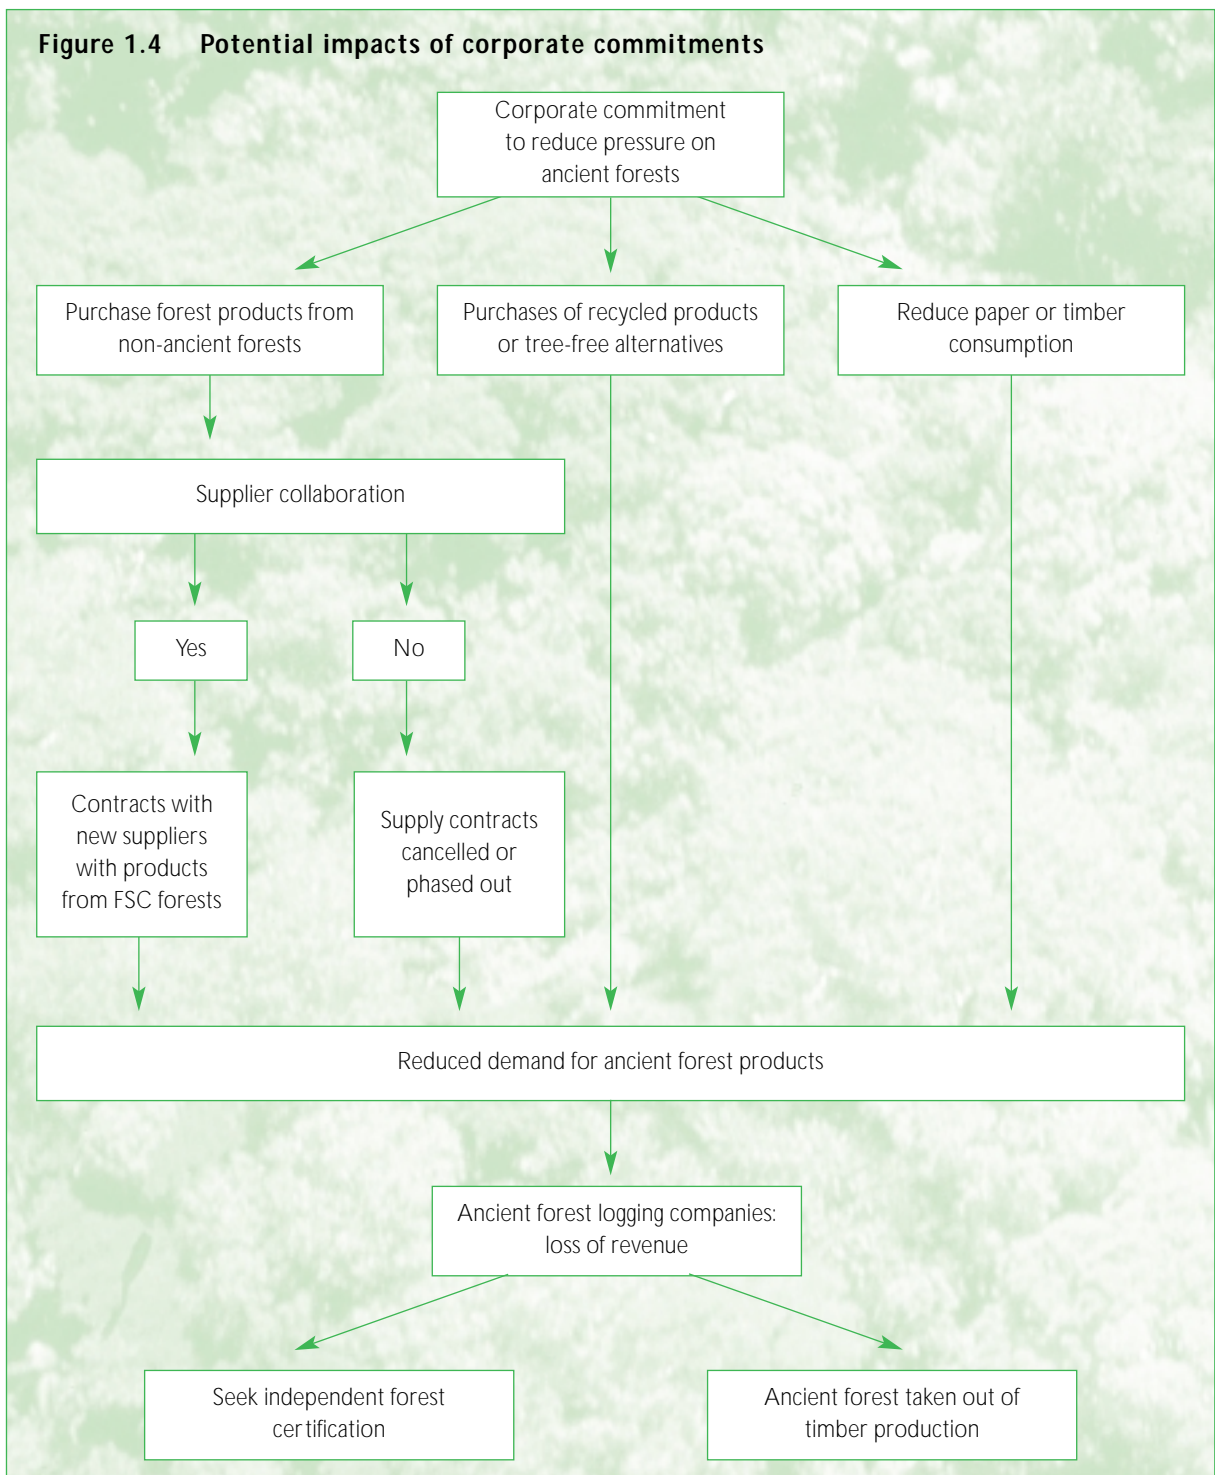 Figure 1.4 Potential impacts of corporate commitments
Corporate commitment
to reduce pressure on
ancient forests
Purchase forest products from
non-ancient forests
Purchases of recycled products
or tree-free alternatives
Reduce paper or timber
consumption
Supplier collaboration
Yes
No
Contracts with
new suppliers
with products
from FSC forests
Supply contracts
cancelled or
phased out
Reduced demand for ancient forest products
Ancient forest logging companies:
loss of revenue
Seek independent forest
certification
Ancient forest taken out of
timber production